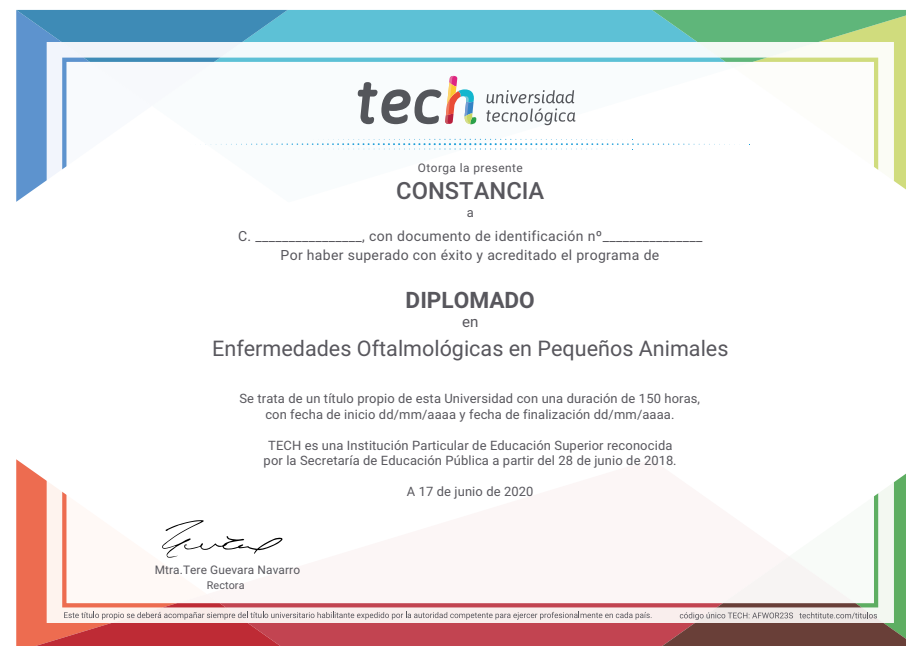 tech universidad
tecnológica
Otorga la presente
CONSTANCIA
a
C. ________________, con documento de identificación nº_______________
Por haber superado con éxito y acreditado el programa de
DIPLOMADO
en
Enfermedades Oftalmológicas en Pequeños Animales
Se trata de un título propio de esta Universidad con una duración de 150 horas,
con fecha de inicio dd/mm/aaaa y fecha de finalización dd/mm/aaaa.
TECH es una Institución Particular de Educación Superior reconocida
por la Secretaría de Educación Pública a partir del 28 de junio de 2018.
A 17 de junio de 2020
Mtra.Tere Guevara Navarro
Rectora
Este título propio se deberá acompañar siempre del título universitario habilitante expedido por la autoridad competente para ejercer profesionalmente en cada país. código único TECH: AFWOR23S techtitute.com/titulos